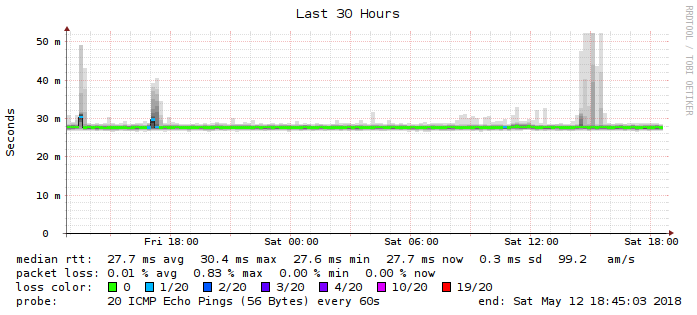 Last 30 Hours
RRDTOOL / TOBI OETIKER
Seconds
50 m
40 m
30 m
20 m
10 m
0
Fri 18:00 Sat 00:00 Sat 06:00 Sat 12:00 Sat 18:00
median rtt: 27.7 ms avg 30.4 ms max 27.6 ms min 27.7 ms now 0.3 ms sd 99.2 am/s
packet loss: 0.01 % avg 0.83 % max 0.00 % min 0.00 % now
loss color: 0 1/20 2/20 3/20 4/20 10/20 19/20
probe: 20 ICMP Echo Pings (56 Bytes) every 60s end: Sat May 12 18:45:03 2018